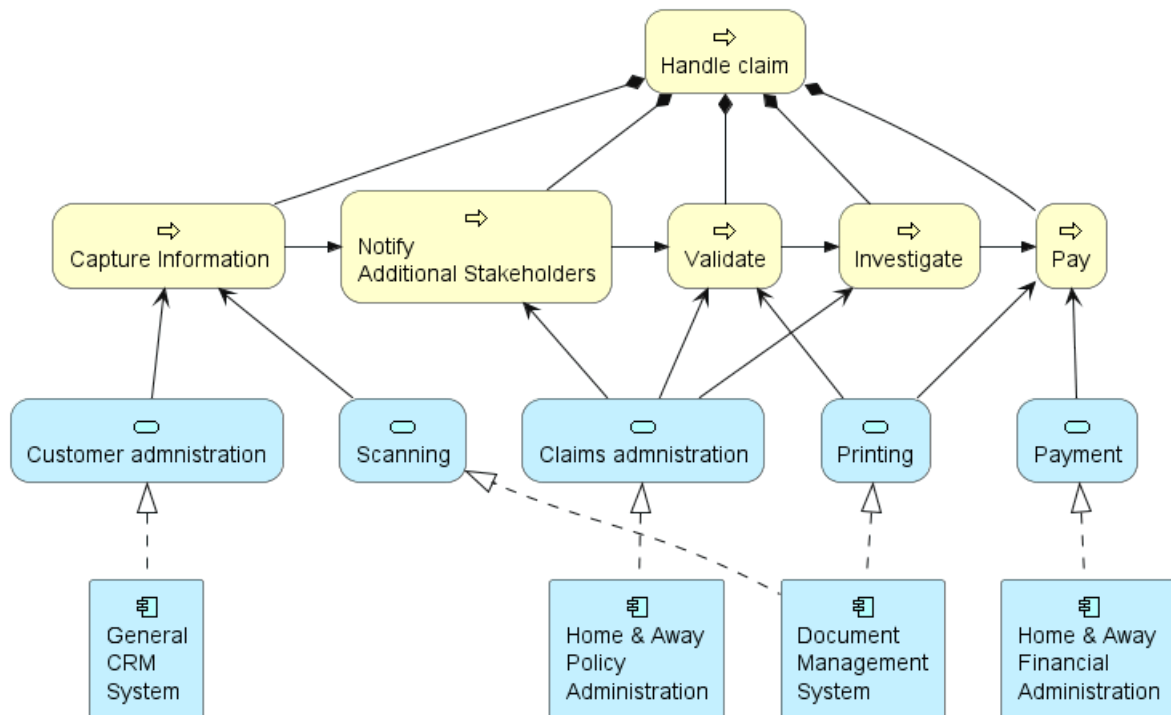 Handle claim
Capture Information
Notify
Additional Stakeholders
Validate
Investigate
Pay
Customer admnistration
Scanning
Claims admnistration
Printing
Payment
General
CRM
System
Home & Away
Policy
Administration
Document
Management
System
Home & Away
Financial
Administration